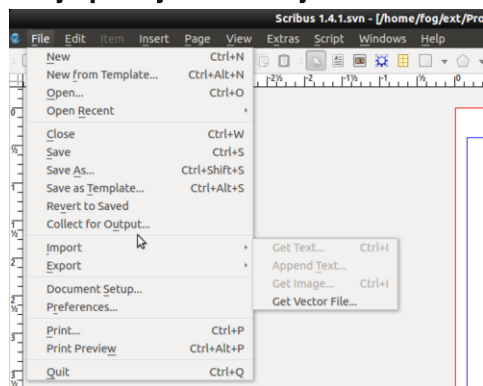 Scribus 1.4.1.svn - [/home/fog/ext/Pro
File Edit Item Insert Page View Extras Script Windows Help
New Ctrl+N
New from Template... Ctrl+Alt+N
Open... Ctrl+O
Open Recent
Close Ctrl+W
Save Ctrl+S
Save As... Ctrl+Shift+S
Save as Template... Ctrl+Alt+S
Revert to Saved
Collect for Output...
Import
Export
Get Text... Ctrl+I
Append Text...
Get Image... Ctrl+I
Get Vector File...
Document Setup...
Preferences...
Print... Ctrl+P
Print Preview Ctrl+Alt+P
Quit Ctrl+Q